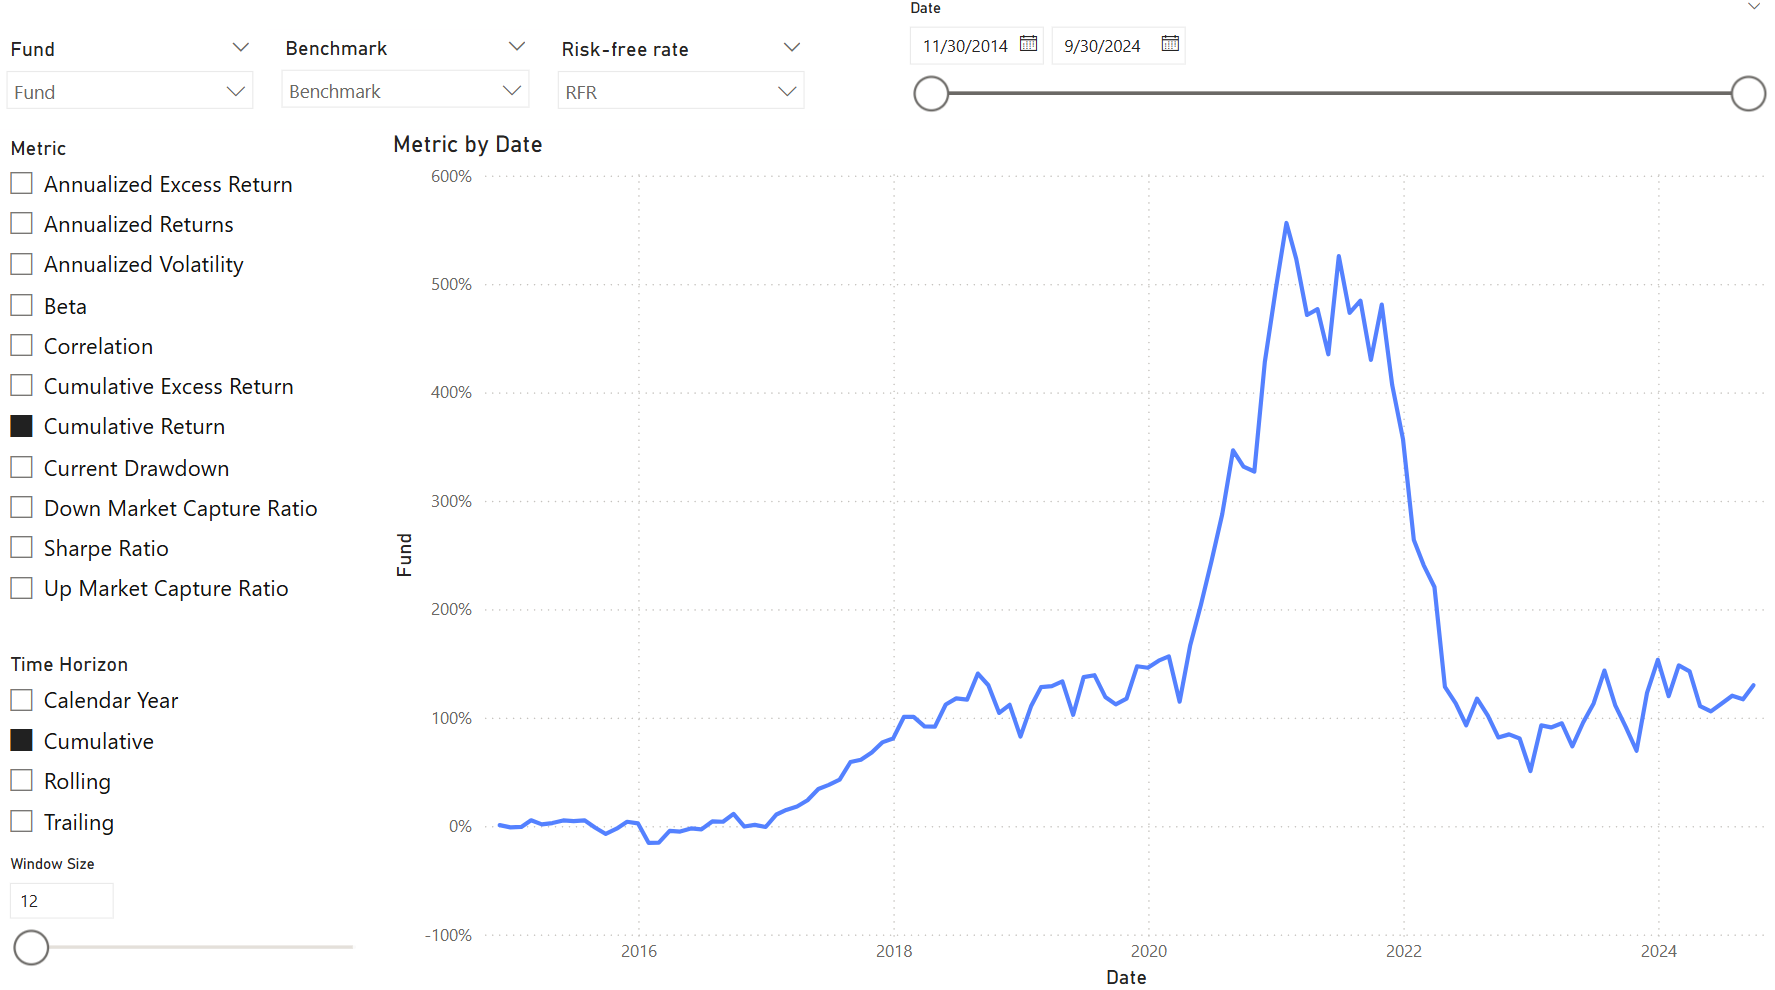 Fund
Fund
Benchmark
Benchmark
Risk-free rate
RFR
Date
11/30/2014
9/30/2024
Metric
Annualized Excess Return
Annualized Returns
Annualized Volatility
Beta
Correlation
Cumulative Excess Return
Cumulative Return
Current Drawdown
Down Market Capture Ratio
Sharpe Ratio
Up Market Capture Ratio
Time Horizon
Calendar Year
Cumulative
Rolling
Trailing
Window Size
12
Metric by Date
600%
500%
400%
300%
200%
100%
0%
-100%
Fund
2016 2018 2020 2022 2024
Date